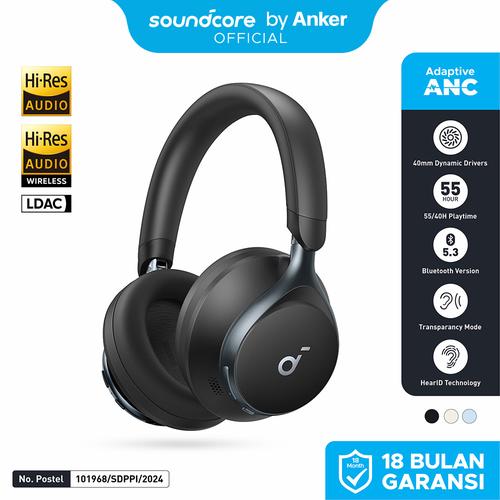 soundcore by Anker
OFFICIAL
Hi-Res
AUDIO
Hi-Res
AUDIO
WIRELESS
LDAC
Adaptive
ANC
40mm Dynamic Drivers
55
HOUR
55/40H Playtime
5.3
Bluetooth Version
Transparancy Mode
HearID Technology
No. Postel 101968/SDPPI/2024
18
Month
18 BULAN
GARANSI